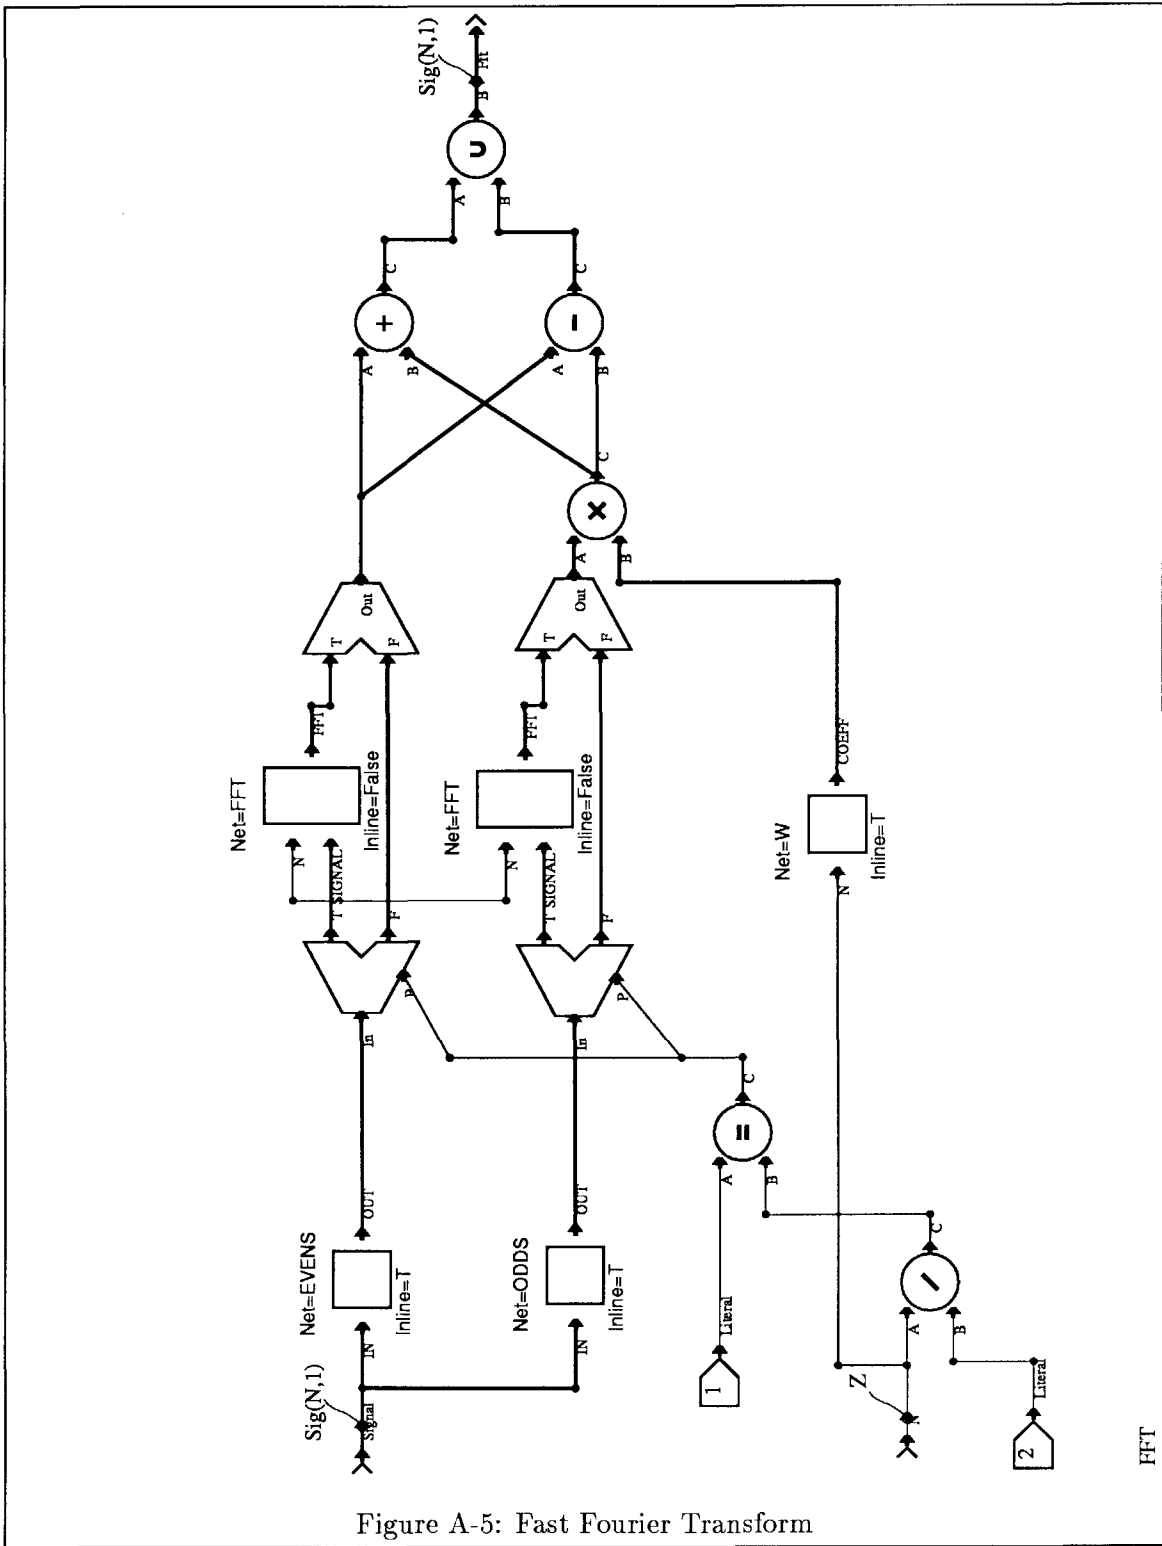 Sig(N,1)
Fft
B
∪
A
B
C
C
+
−
A
B
A
B
C
×
A
B
Out
T
F
Out
T
F
FFT
FFT
COEFF
Net=FFT
Inline=False
Net=FFT
Inline=False
Net=W
Inline=T
N
T SIGNAL
F
N
T SIGNAL
F
N
P
P
In
In
C
=
A
B
OUT
OUT
Net=EVENS
Inline=T
Net=ODDS
Inline=T
C
/
A
B
IN
IN
Literal
1
Sig(N,1)
Signal
Z
N
Literal
2
FFT
Figure A-5: Fast Fourier Transform